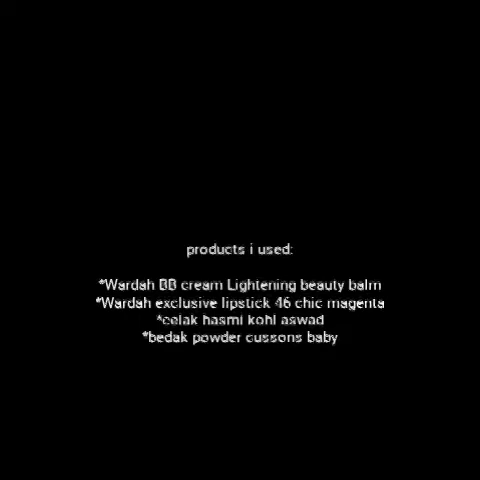 products i used:
*Wardah BB cream Lightening beauty balm
*Wardah exclusive lipstick 46 chic magenta
*celak hasmi kohl aswad
*bedak powder cussons baby